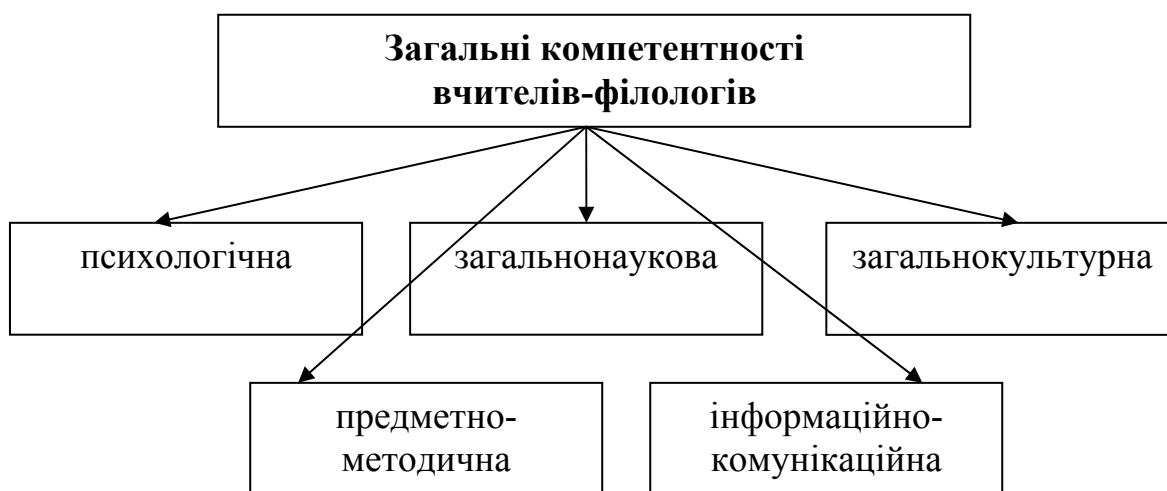 Загальні компетентності
вчителів-філологів
психологічна
загальнонаукова
загальнокультурна
предметно-
методична
інформаційно-
комунікаційна